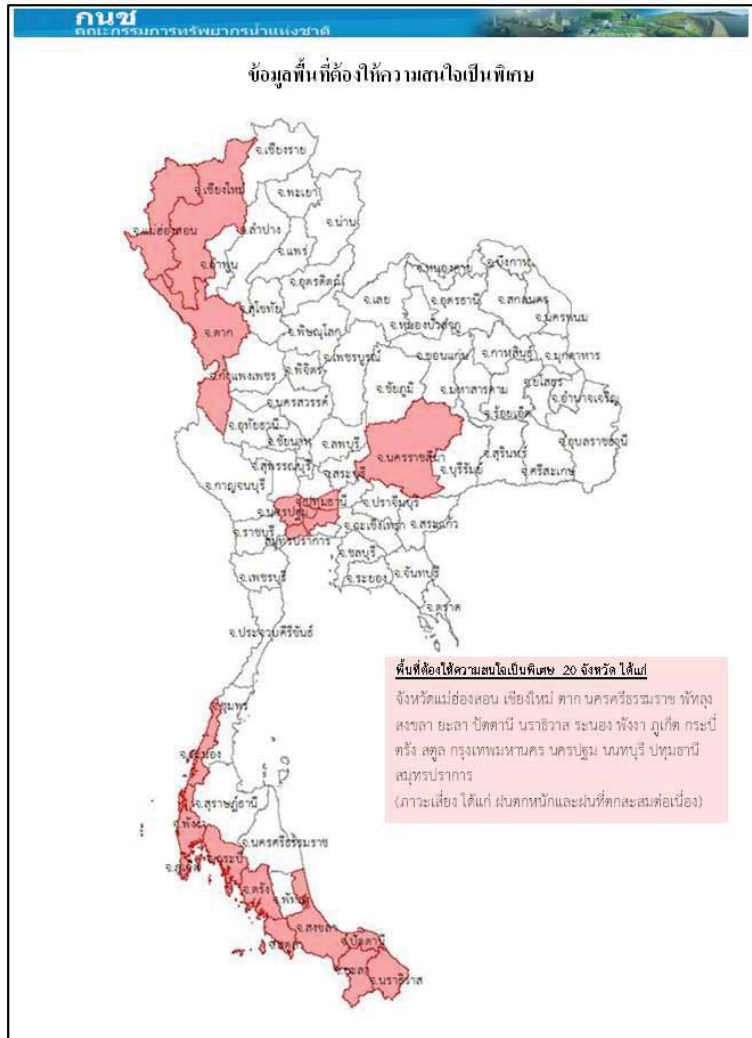 กนช
คณะกรรมการทรัพยากรน้ำแห่งชาติ
ข้อมูลพื้นที่ต้องให้ความสนใจเป็นพิเศษ
จ.เชียงราย
จ.เชียงใหม่
จ.พะเยา
จ.น่าน
จ.แม่ฮ่องสอน
จ.ลำปาง
จ.แพร่
จ.ลำพูน
จ.อุตรดิตถ์
จ.หนองคาย
จ.บึงกาฬ
จ.เลย
จ.อุดรธานี
จ.สกลนคร
จ.นครพนม
จ.สุโขทัย
จ.ตาก
จ.พิษณุโลก
จ.หนองบัวลำภู
จ.เพชรบูรณ์
จ.ขอนแก่น
จ.กาฬสินธุ์
จ.มุกดาหาร
จ.กำแพงเพชร
จ.พิจิตร
จ.ชัยภูมิ
จ.มหาสารคาม
จ.ยโสธร
จ.อำนาจเจริญ
จ.นครสวรรค์
จ.ร้อยเอ็ด
จ.อุทัยธานี
จ.ชัยนาท
จ.ลพบุรี
จ.นครราชสีมา
จ.บุรีรัมย์
จ.สุรินทร์
จ.ศรีสะเกษ
จ.อุบลราชธานี
จ.สุพรรณบุรี
จ.สระบุรี
จ.กาญจนบุรี
จ.ปทุมธานี
จ.ปราจีนบุรี
จ.นครปฐม
จ.ฉะเชิงเทรา
จ.สระแก้ว
จ.ราชบุรี
สมุทรปราการ
จ.ชลบุรี
จ.เพชรบุรี
จ.ระยอง
จ.จันทบุรี
จ.ตราด
จ.ประจวบคีรีขันธ์
พื้นที่ต้องให้ความสนใจเป็นพิเศษ 20 จังหวัด ได้แก่
จังหวัดแม่ฮ่องสอน เชียงใหม่ ตาก นครศรีธรรมราช พัทลุง
สงขลา ยะลา ปัตตานี นราธิวาส ระนอง พังงา ภูเก็ต กระบี่
ตรัง สตูล กรุงเทพมหานคร นครปฐม นนทบุรี ปทุมธานี
สมุทรปราการ
(ภาวะเสี่ยง ได้แก่ ฝนตกหนักและฝนที่ตกสะสมต่อเนื่อง)
จ.ชุมพร
จ.ระนอง
จ.สุราษฎ์ธานี
จ.พังงา
จ.นครศรีธรรมราช
จ.ภูเก็ต
จ.กระบี่
จ.ตรัง
จ.สงขลา
จ.สตูล
จ.ปัตตานี
จ.ยะลา
จ.นราธิวาส